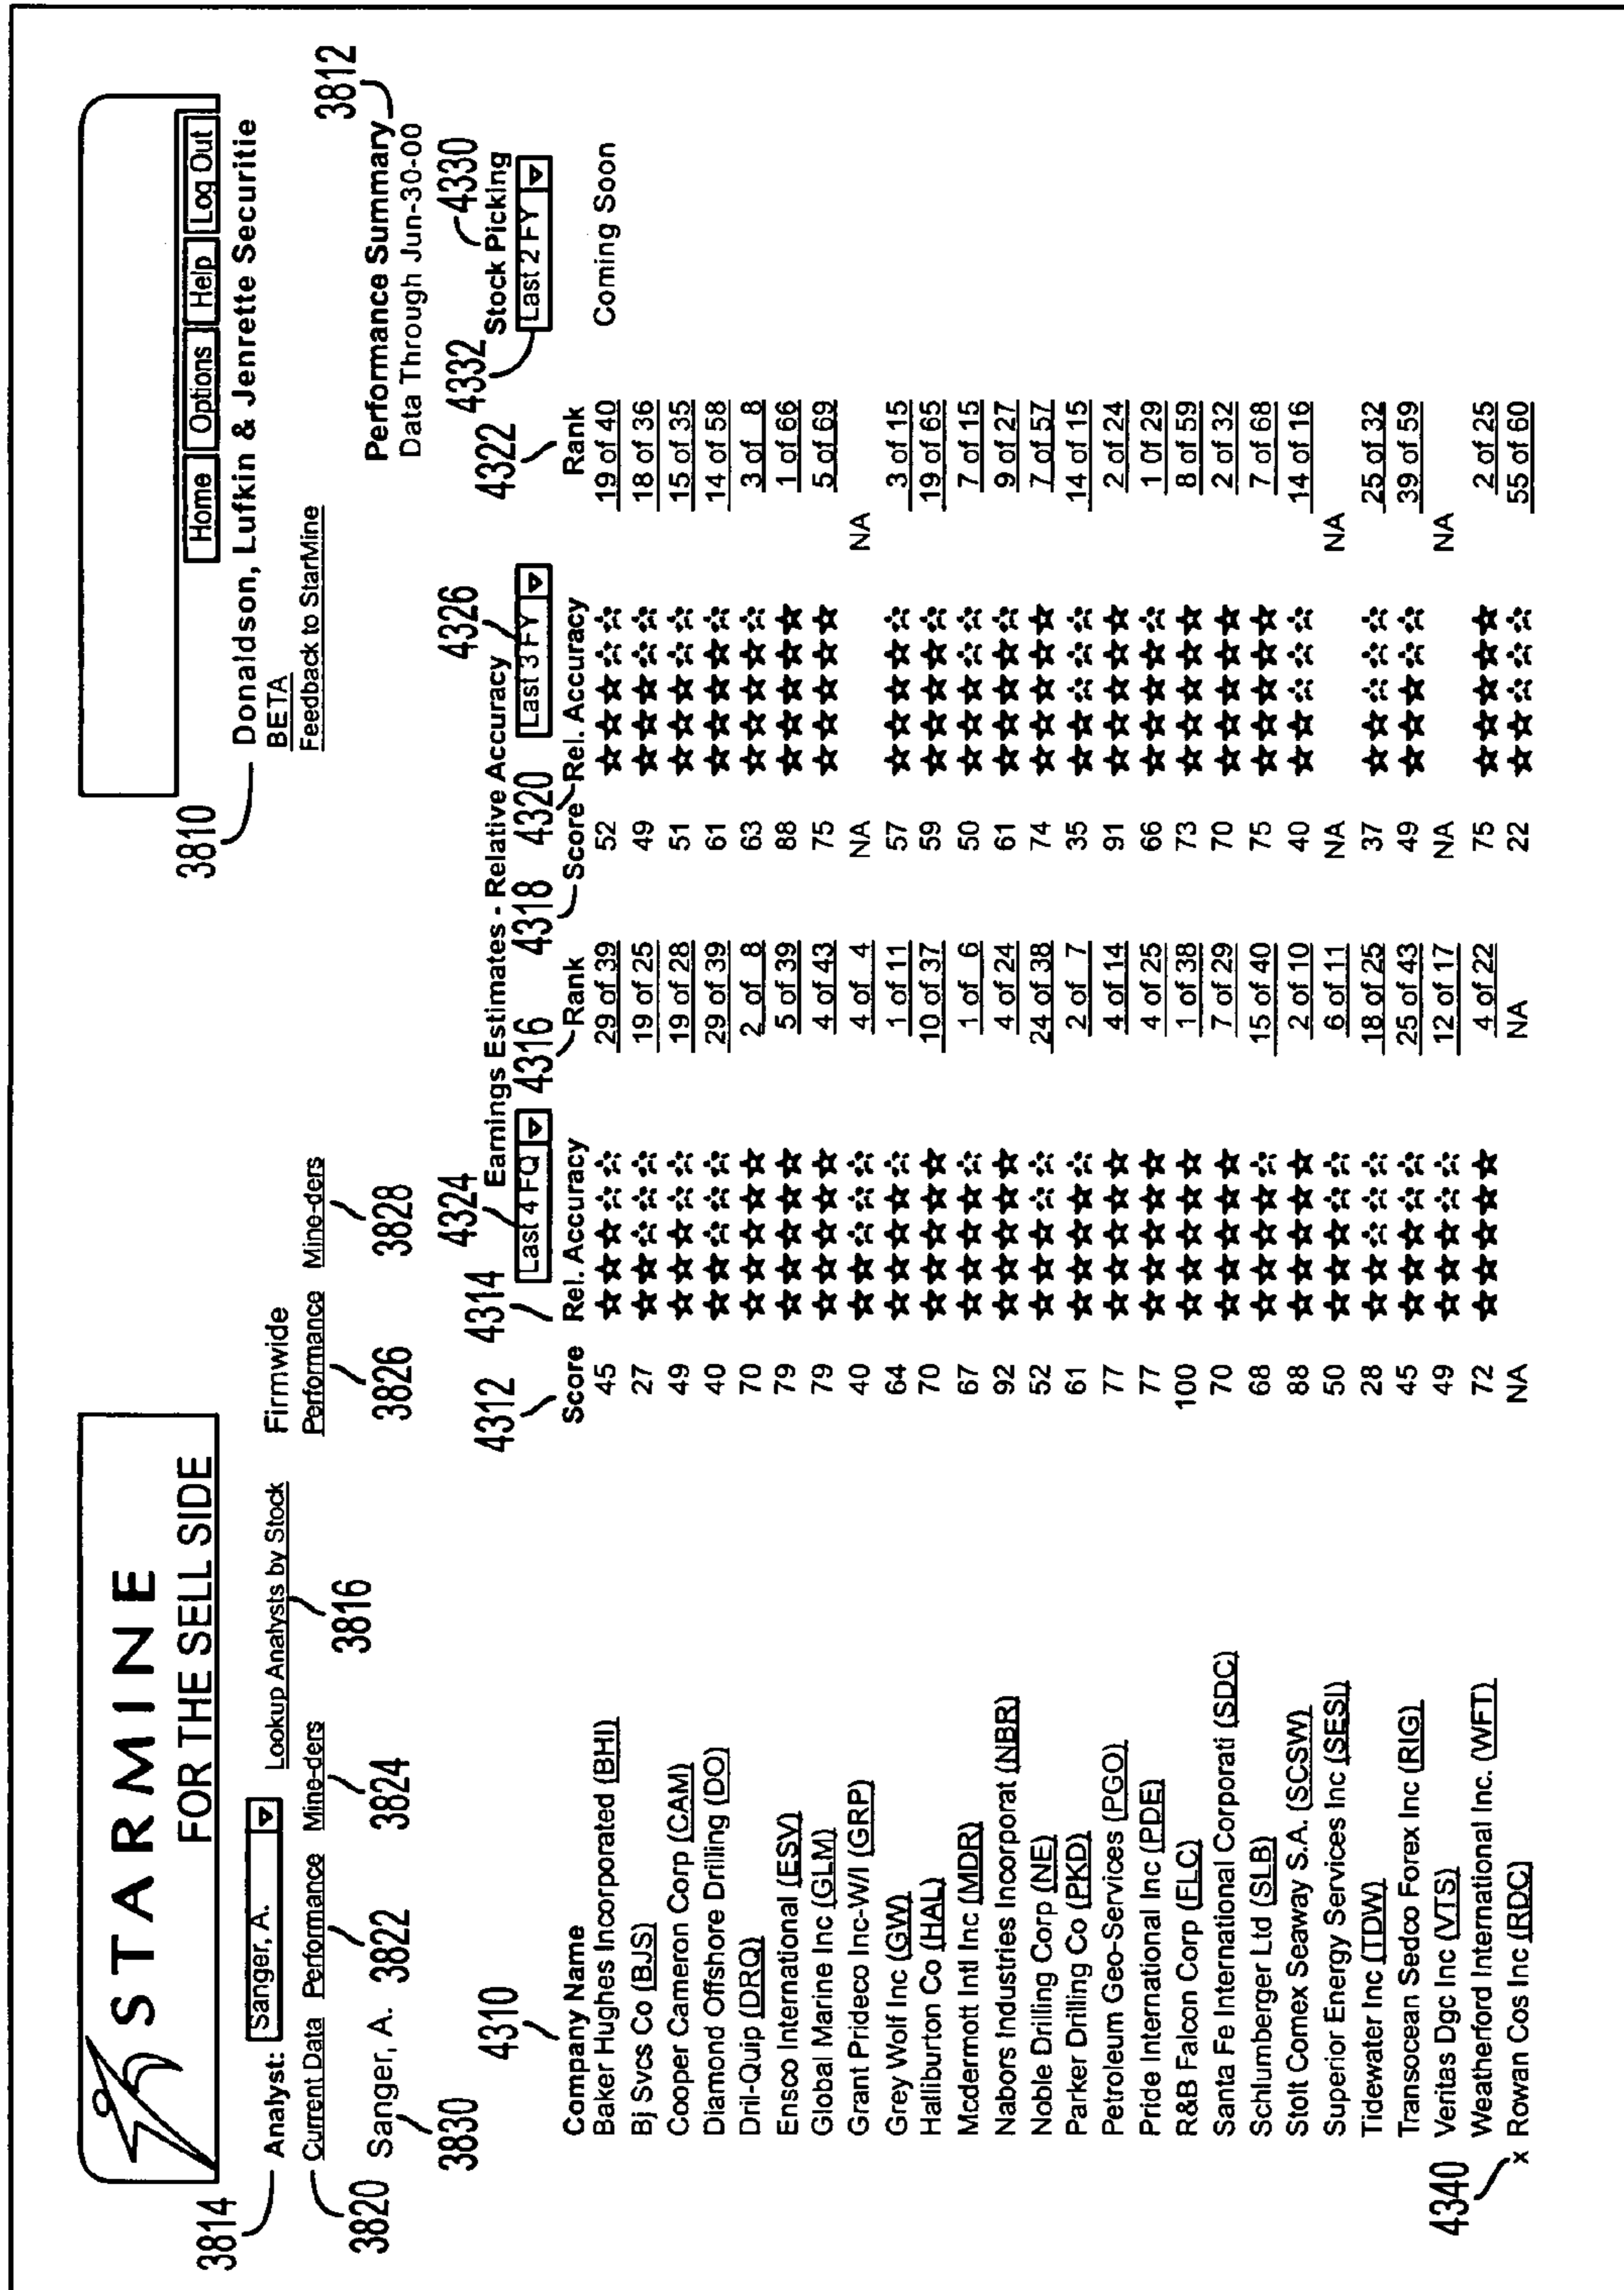 STARMINE
FOR THE SELL SIDE
Home Options Help Log Out
3810
3814 Analyst: Sanger, A. Lookup Analysts by Stock Firmwide Donaldson, Lufkin & Jenrette Securitie
3816
BETA
3820 Current Data Performance Mine-ders Performance Mine-ders Feedback to StarMine
3822 3824 3826 3828
Sanger, A.
3830
Performance Summary 3812
Data Through Jun-30-00
4310 4312 4314 4324 Earnings Estimates - Relative Accuracy 4326 4332 Stock Picking 4330
Last 4 FQ 4316 4318 4320 Last 3 FY 4322 Last 2 FY
Company Name Score Rel. Accuracy Rank Score Rel. Accuracy Rank
Baker Hughes Incorporated (BHI) 45 29 of 39 52 19 of 40 Coming Soon
Bj Svcs Co (BJS) 27 19 of 25 49 18 of 36
Cooper Cameron Corp (CAM) 49 19 of 28 51 15 of 35
Diamond Offshore Drilling (DO) 40 29 of 39 61 14 of 58
Dril-Quip (DRQ) 70 2 of 8 63 3 of 8
Ensco International (ESV) 79 5 of 39 88 1 of 66
Global Marine Inc (GLM) 79 4 of 43 75 5 of 69
Grant Prideco Inc-W/I (GRP) 40 4 of 4 NA NA
Grey Wolf Inc (GW) 64 1 of 11 57 3 of 15
Halliburton Co (HAL) 70 10 of 37 59 19 of 65
Mcdermott Intl Inc (MDR) 67 1 of 6 50 7 of 15
Nabors Industries Incorporat (NBR) 92 4 of 24 61 9 of 27
Noble Drilling Corp (NE) 52 24 of 38 74 7 of 57
Parker Drilling Co (PKD) 61 2 of 7 35 14 of 15
Petroleum Geo-Services (PGO) 77 4 of 14 91 2 of 24
Pride International Inc (PDE) 77 4 of 25 66 1 0f 29
R&B Falcon Corp (FLC) 100 1 of 38 73 8 of 59
Santa Fe International Corporati (SDC) 70 7 of 29 70 2 of 32
Schlumberger Ltd (SLB) 68 15 of 40 75 7 of 68
Stolt Comex Seaway S.A. (SCSW) 88 2 of 10 40 14 of 16
Superior Energy Services Inc (SESI) 50 6 of 11 NA NA
Tidewater Inc (TDW) 28 18 of 25 37 25 of 32
Transocean Sedco Forex Inc (RIG) 45 25 of 43 49 39 of 59
Veritas Dgc Inc (VTS) 49 12 of 17 NA NA
Weatherford International Inc. (WFT) 72 4 of 22 75 2 of 25
4340 x Rowan Cos Inc (RDC) NA NA 22 55 of 60